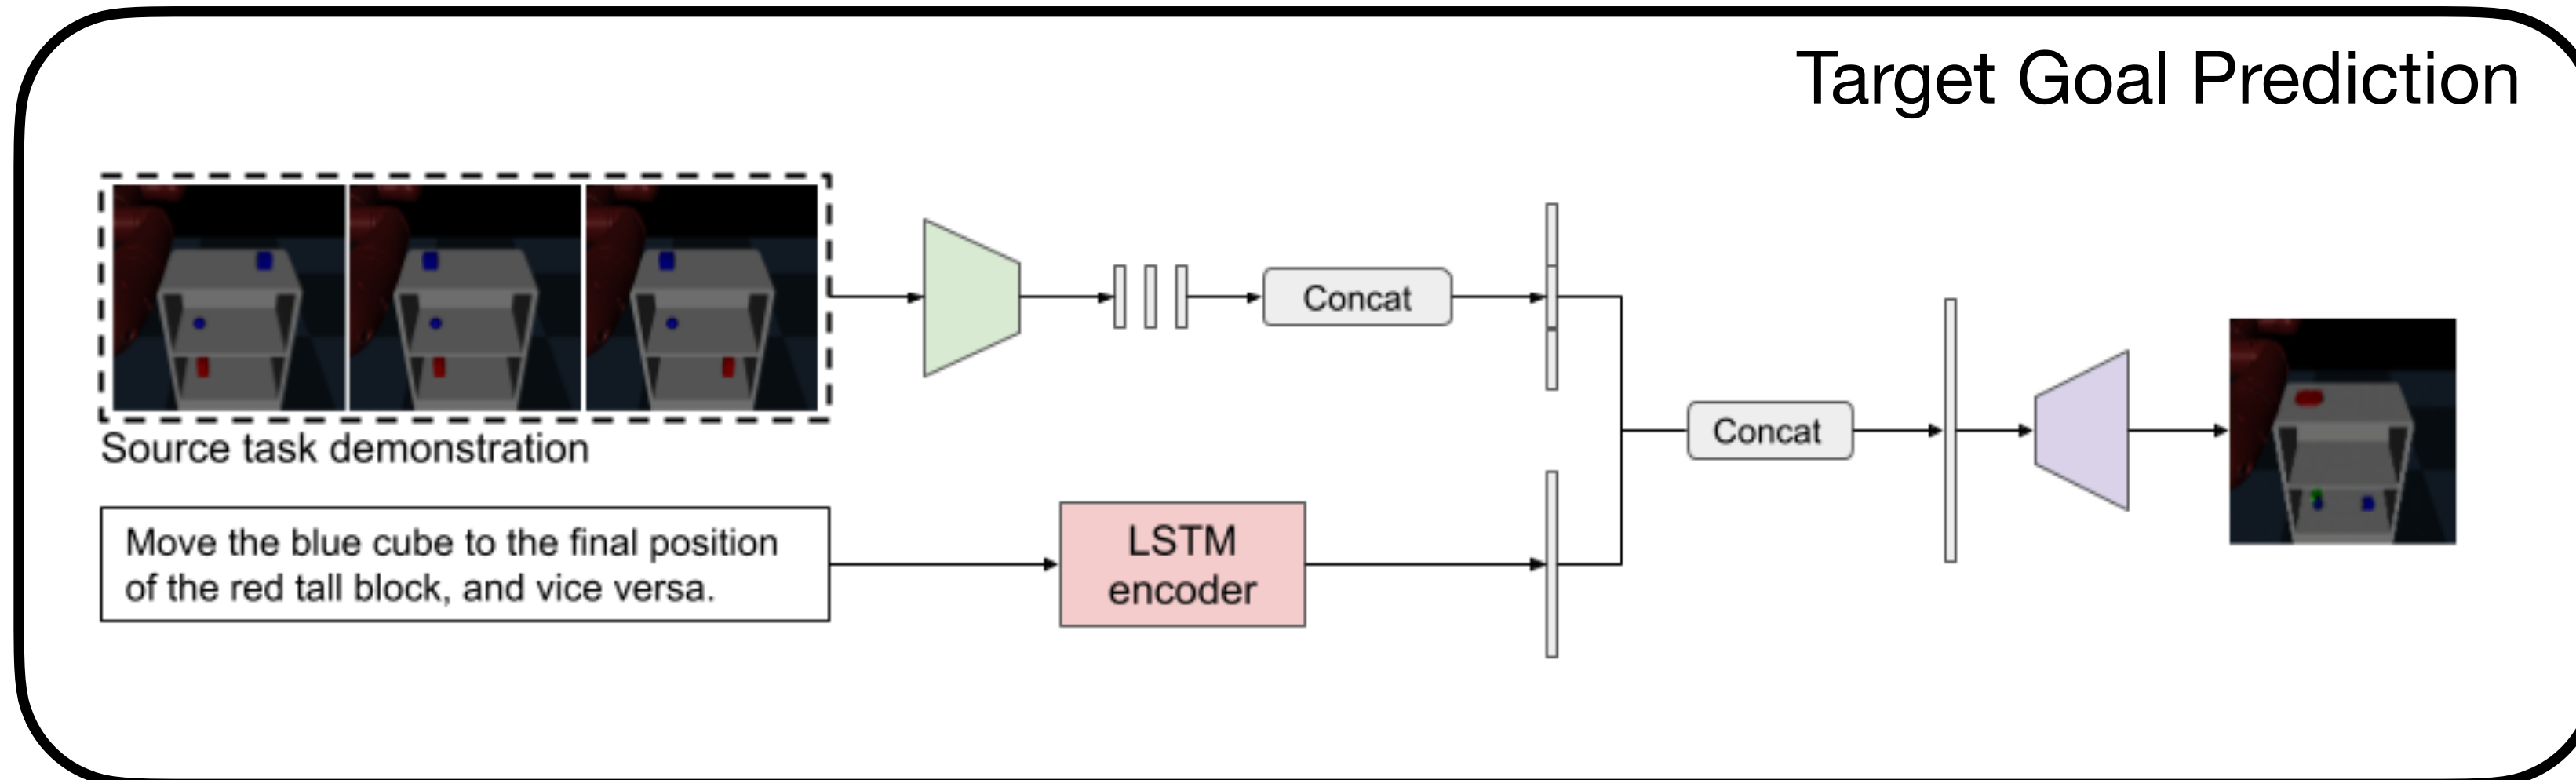 Target Goal Prediction
Source task demonstration
Concat
Move the blue cube to the final position
of the red tall block, and vice versa.
LSTM
encoder
Concat